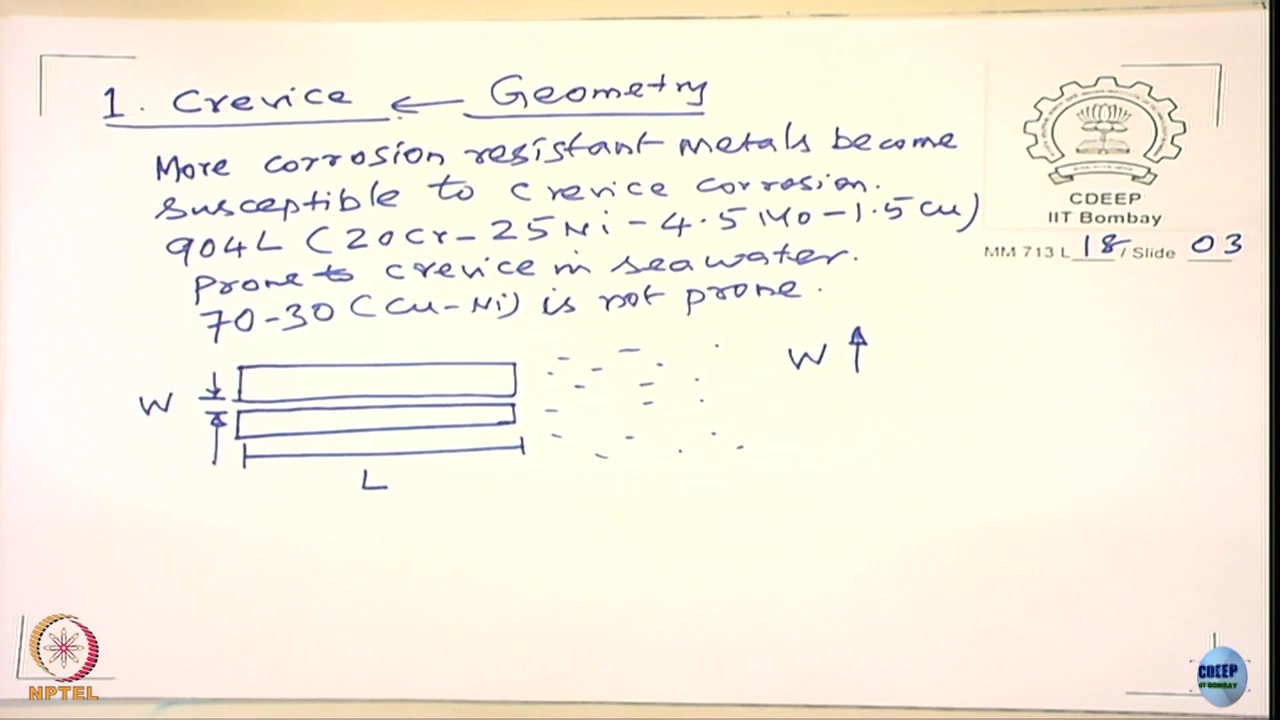 1. Crevice ← Geometry
More corrosion resistant metals become
susceptible to crevice corrosion.
904L (20Cr-25Ni-4.5Mo-1.5Cu)
Prone to crevice in seawater.
70-30 (Cu-Ni) is not prone.
W ↑
W
L
CDEEP
IIT Bombay
MM 713 L 18 / Slide 03
NPTEL
CDEEP
IIT BOMBAY